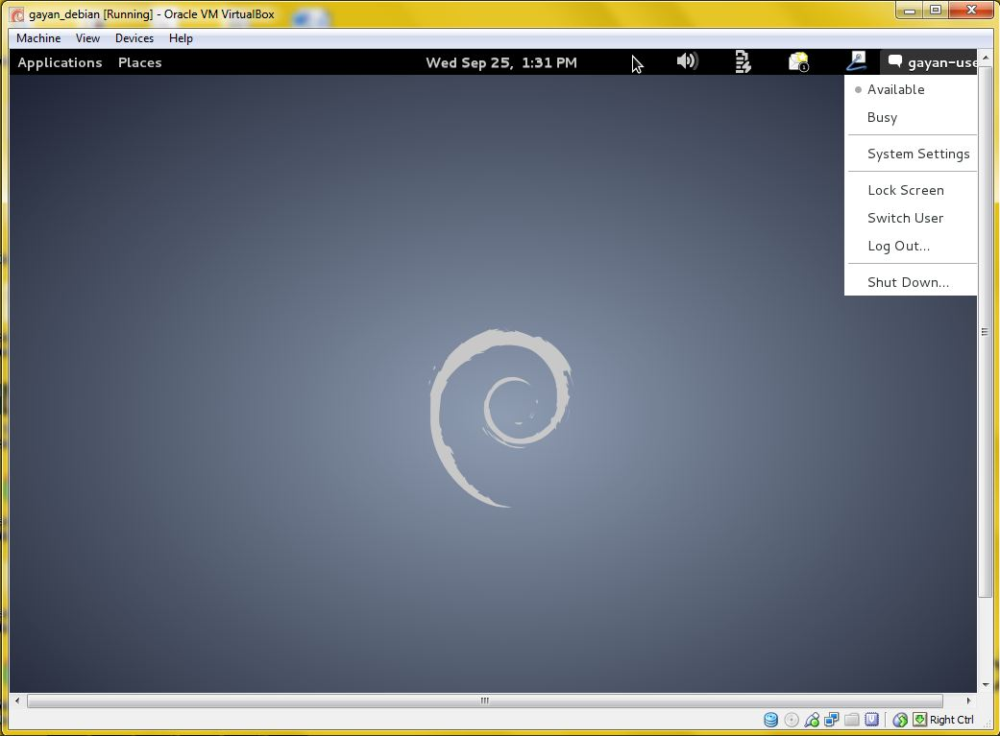 gayan_debian [Running] - Oracle VM VirtualBox
Machine View Devices Help
Applications Places Wed Sep 25, 1:31 PM gayan-use
1
Available
Busy
System Settings
Lock Screen
Switch User
Log Out...
Shut Down...
Right Ctrl